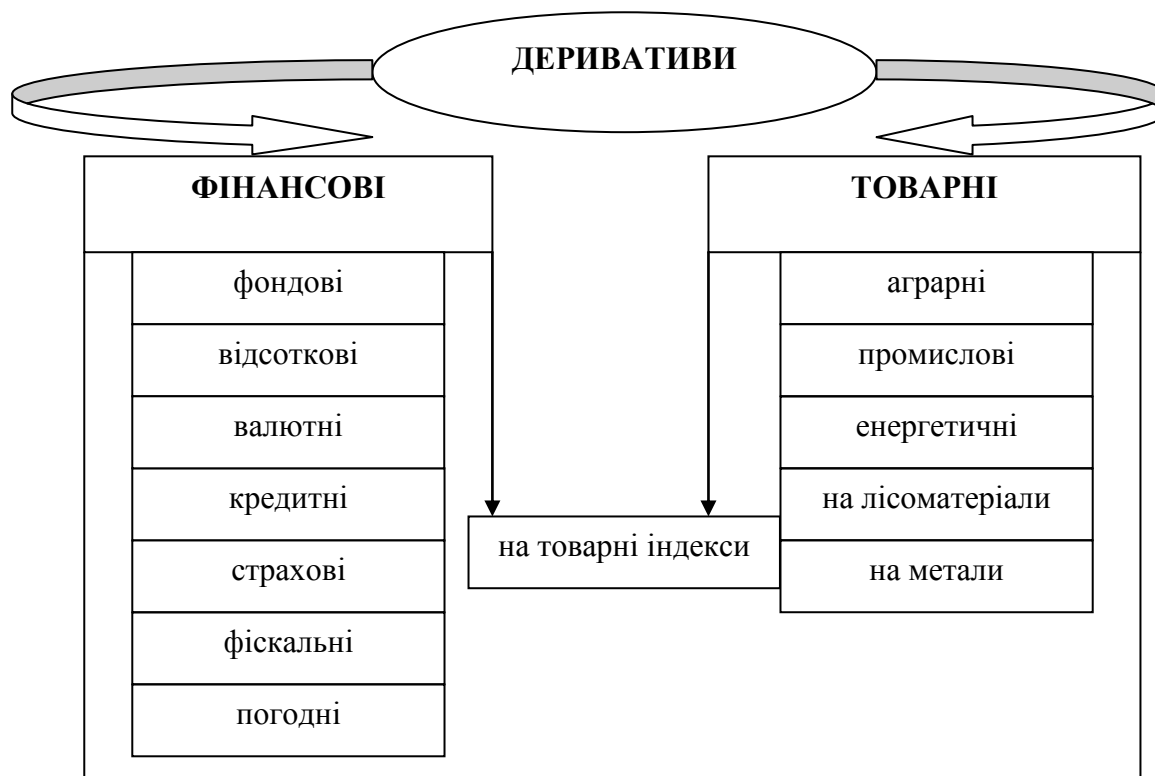 ДЕРИВАТИВИ
ФІНАНСОВІ
фондові
відсоткові
валютні
кредитні
страхові
фіскальні
погодні
на товарні індекси
ТОВАРНІ
аграрні
промислові
енергетичні
на лісоматеріали
на метали